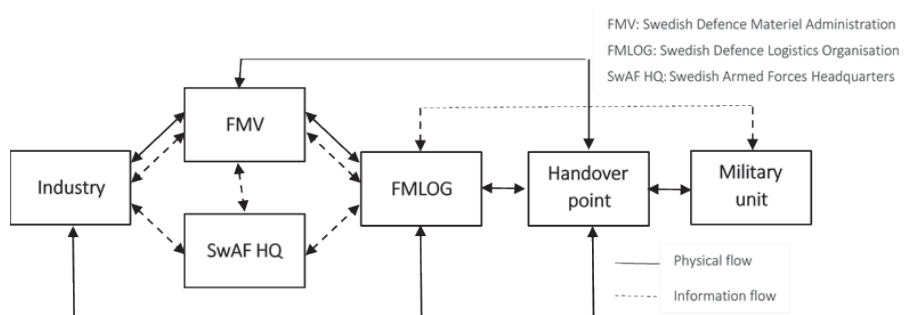 FMV: Swedish Defence Materiel Administration
FMLOG: Swedish Defence Logistics Organisation
SwAF HQ: Swedish Armed Forces Headquarters
FMV
Industry
FMLOG
Handover
point
Military
unit
SwAF HQ
Physical flow
Information flow